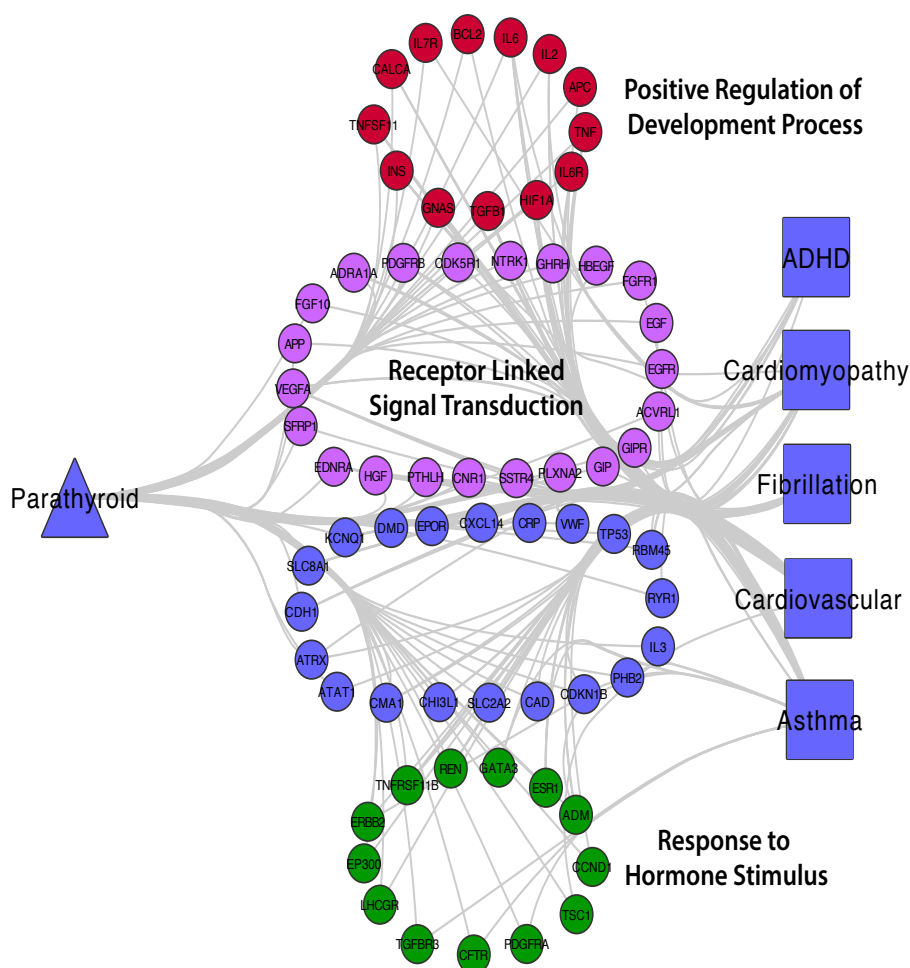 BCL2
IL6
IL7R
IL2
CALCA
APC
Positive Regulation of
Development Process
TNFSF11
TNF
INS
IL6R
GNAS
TGFB1
HIF1A
ADRA1A
PDGFRB
CDK5R1
NTRK1
GHRH
HBEGF
FGFR1
ADHD
FGF10
EGF
APP
Receptor Linked
Signal Transduction
EGFR
Cardiomyopathy
VEGFA
ACVRL1
SFRP1
GIPR
EDNRA
HGF
PTHLH
CNR1
SSTR4
PLXNA2
GIP
Fibrillation
Parathyroid
KCNQ1
DMD
EPOR
CXCL14
CRP
VWF
TP53
RBM45
SLC8A1
CDH1
RYR1
Cardiovascular
ATRX
IL3
ATAT1
PHB2
CMA1
CHI3L1
SLC2A2
CAD
CDKN1B
Asthma
TNFRSF11B
REN
GATA3
ESR1
ERBB2
ADM
Response to
Hormone Stimulus
EP300
CCND1
LHCGR
TSC1
TGFBR3
CFTR
PDGFRA